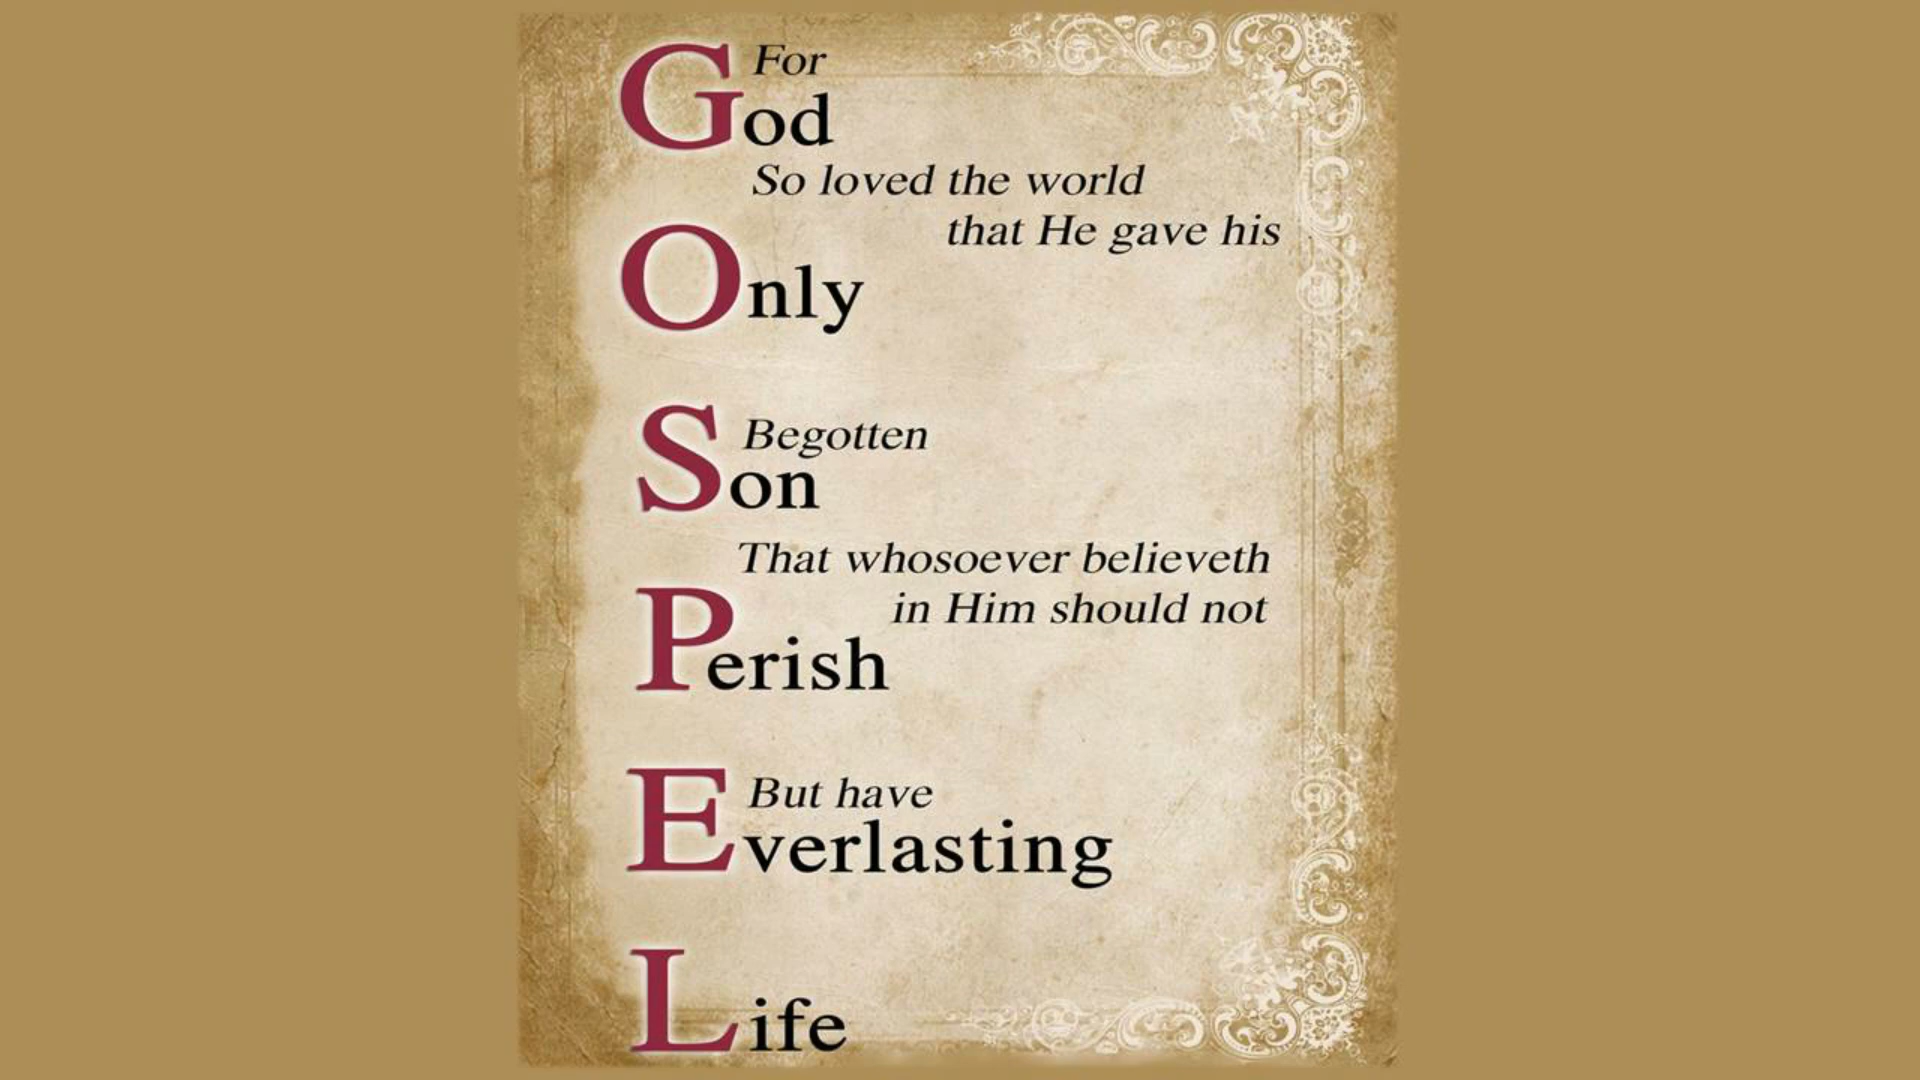 For
God
So loved the world
that He gave his
Only
Begotten
Son
That whosoever believeth
in Him should not
Perish
But have
Everlasting
Life